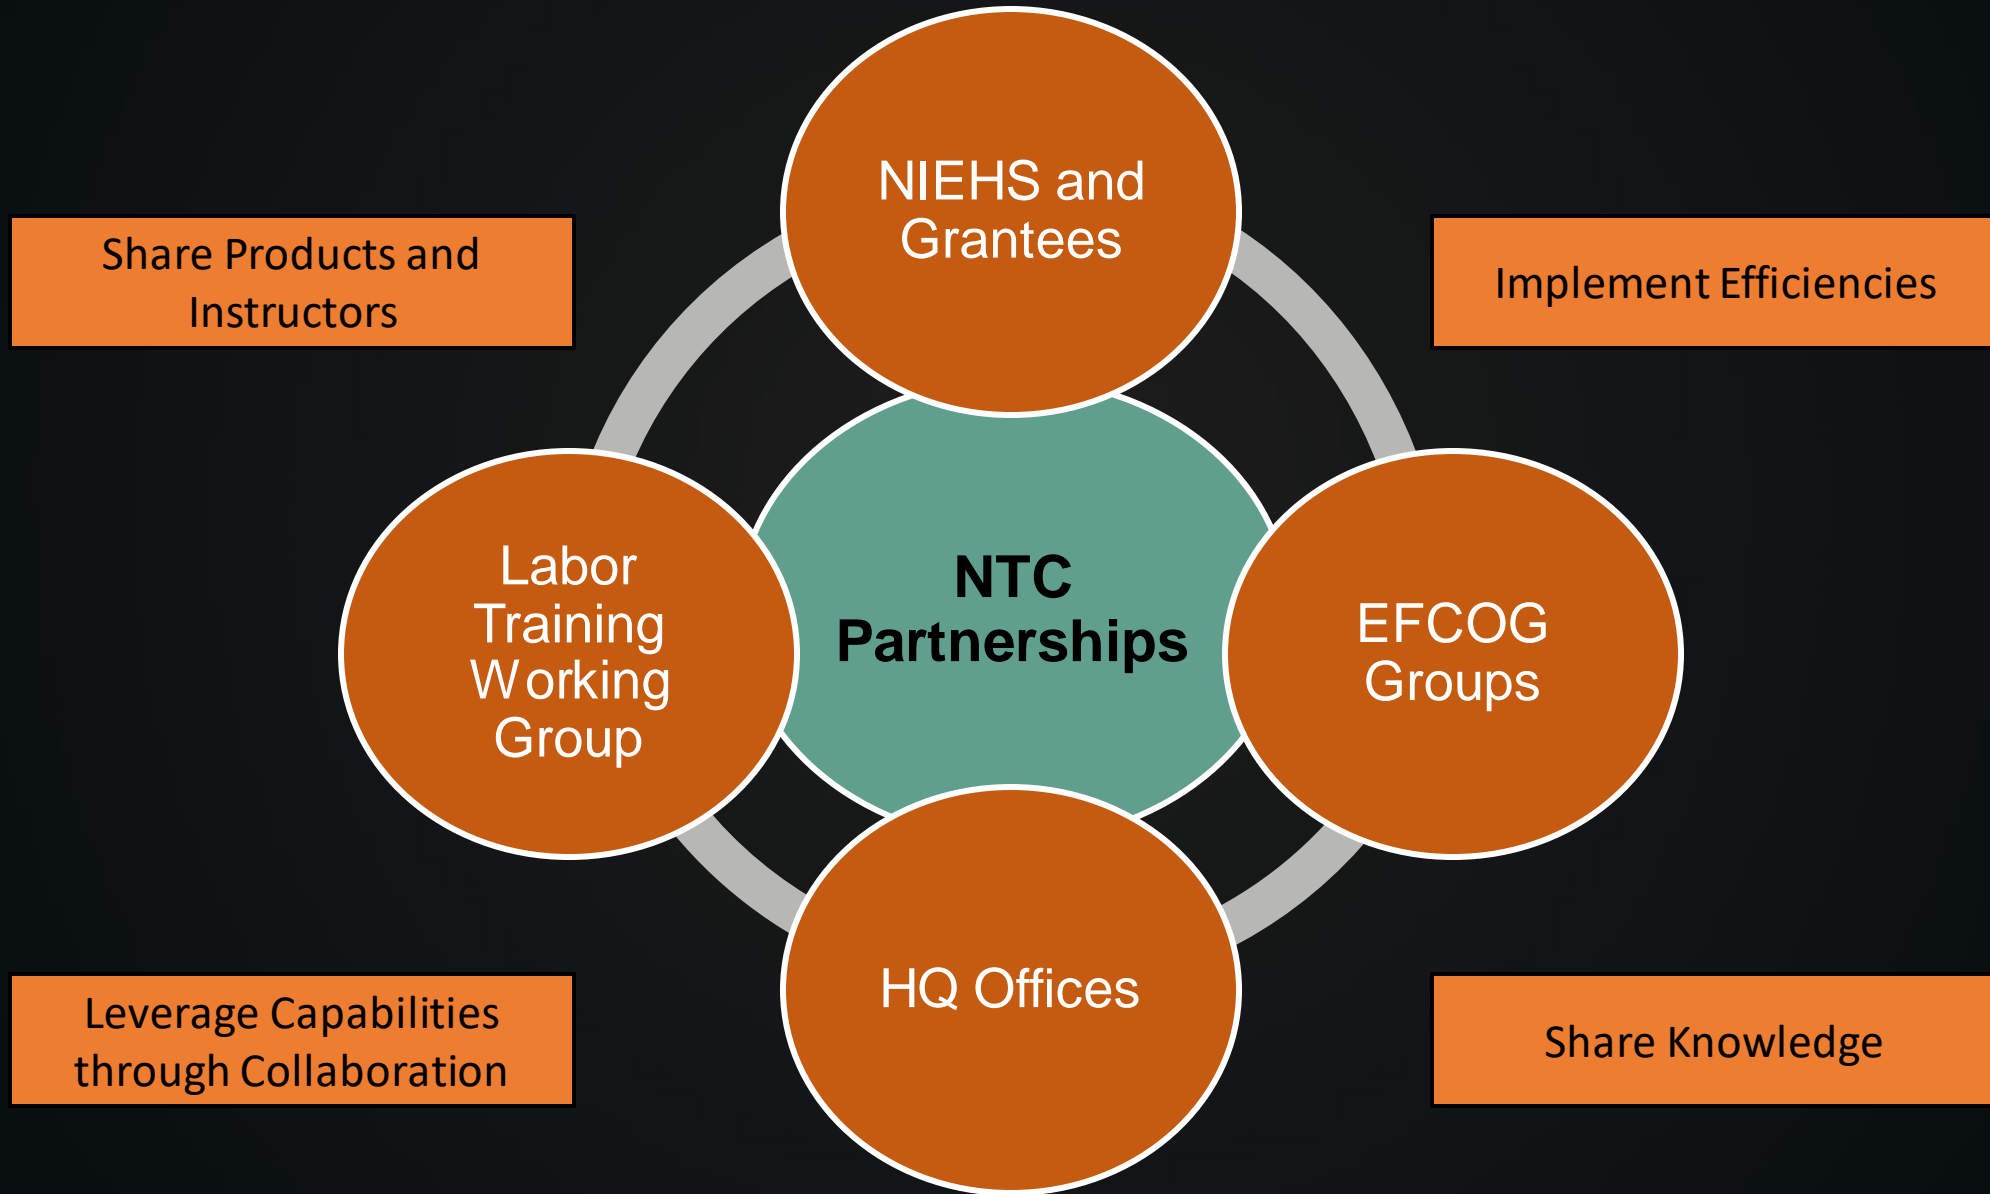 NIEHS and
Grantees
Share Products and
Instructors
Implement Efficiencies
Labor
Training
Working
Group
NTC
Partnerships
EFCOG
Groups
HQ Offices
Leverage Capabilities
through Collaboration
Share Knowledge